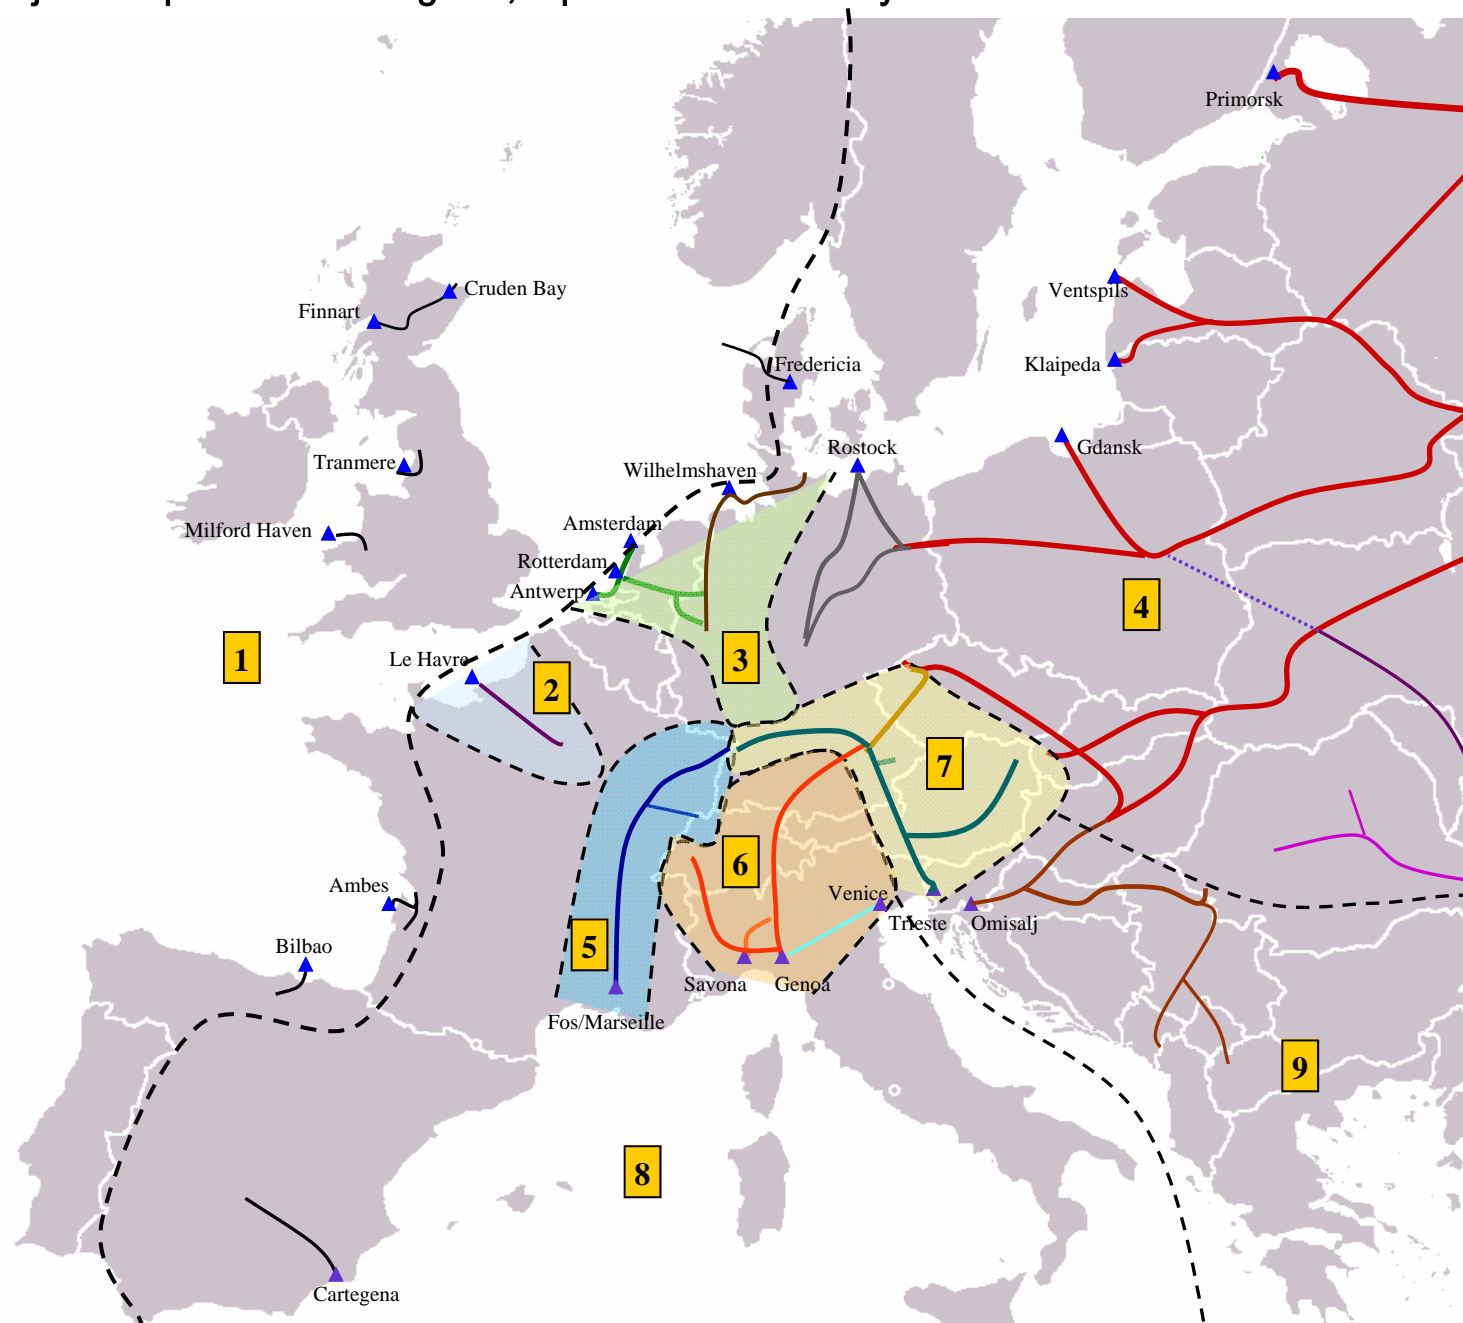 Primorsk
Cruden Bay
Ventspils
Finnart
Fredericia
Klaipeda
Gdansk
Rostock
Tranmere
Wilhelmshaven
Milford Haven
Amsterdam
Rotterdam
Antwerp
4
1
Le Havre
3
2
7
6
Ambes
Venice
Trieste
Omisalj
Bilbao
5
Savona
Genoa
Fos/Marseille
9
8
Cartegena